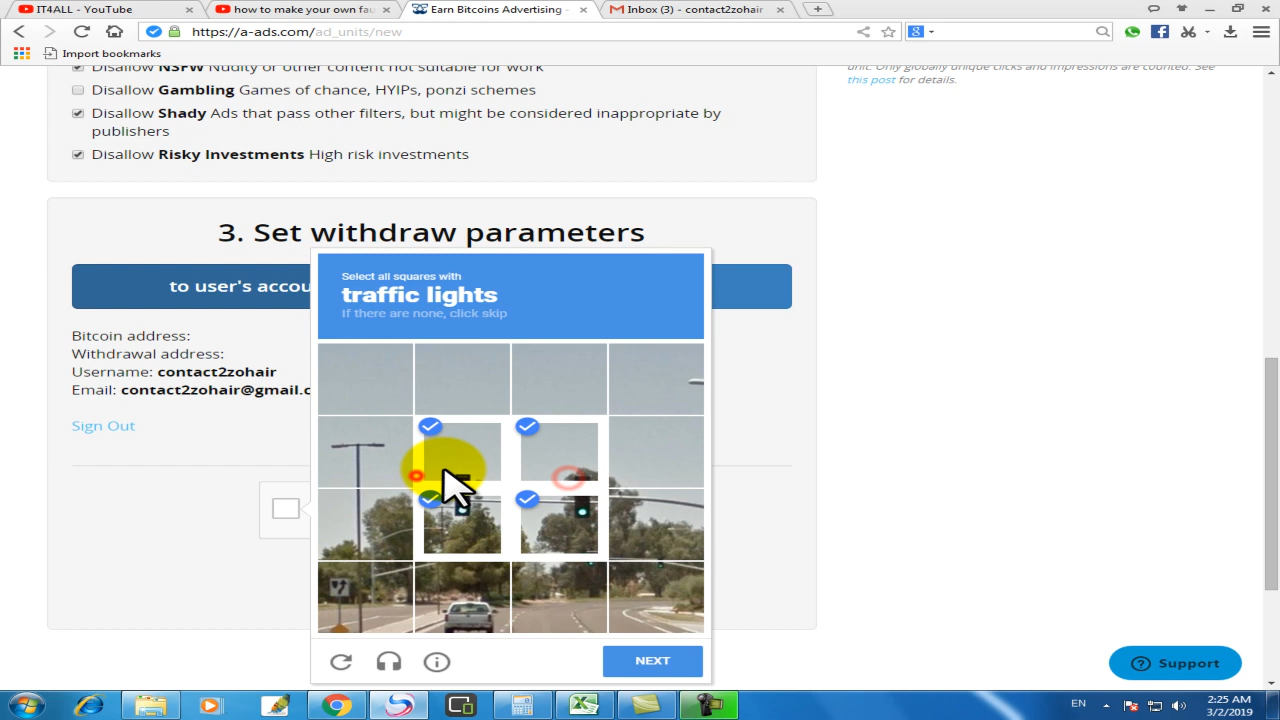 IT4ALL - YouTube
how to make your own fau
Earn Bitcoins Advertising -
Inbox (3) - contact2zohair
https://a-ads.com/ad_units/new
Import bookmarks
Disallow NSFW Nudity or other content not suitable for work
unit. Only globally unique clicks and impressions are counted. See
this post for details.
Disallow Gambling Games of chance, HYIPs, ponzi schemes
Disallow Shady Ads that pass other filters, but might be considered inappropriate by
publishers
Disallow Risky Investments High risk investments
3. Set withdraw parameters
to user's accou
Select all squares with
traffic lights
If there are none, click skip
Bitcoin address:
Withdrawal address:
Username: contact2zohair
Email: contact2zohair@gmail.c
Sign Out
NEXT
Support
EN
2:25 AM
3/2/2019